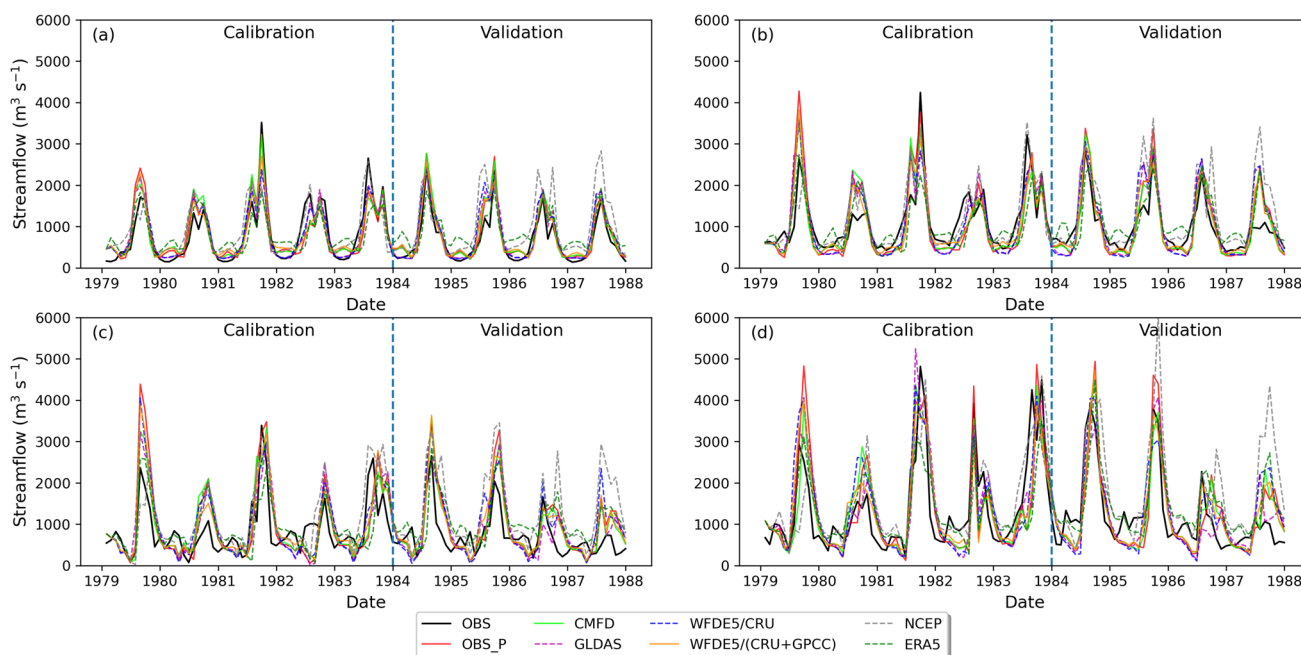 (a) Calibration Validation
6000
5000
4000
3000
2000
1000
0
Streamflow (m³ s⁻¹)
1979 1980 1981 1982 1983 1984 1985 1986 1987 1988
Date
(b) Calibration Validation
6000
5000
4000
3000
2000
1000
0
1979 1980 1981 1982 1983 1984 1985 1986 1987 1988
Date
(c) Calibration Validation
6000
5000
4000
3000
2000
1000
0
Streamflow (m³ s⁻¹)
1979 1980 1981 1982 1983 1984 1985 1986 1987 1988
Date
(d) Calibration Validation
6000
5000
4000
3000
2000
1000
0
1979 1980 1981 1982 1983 1984 1985 1986 1987 1988
Date
OBS CMFD WFDE5/CRU NCEP
OBS_P GLDAS WFDE5/(CRU+GPCC) ERA5